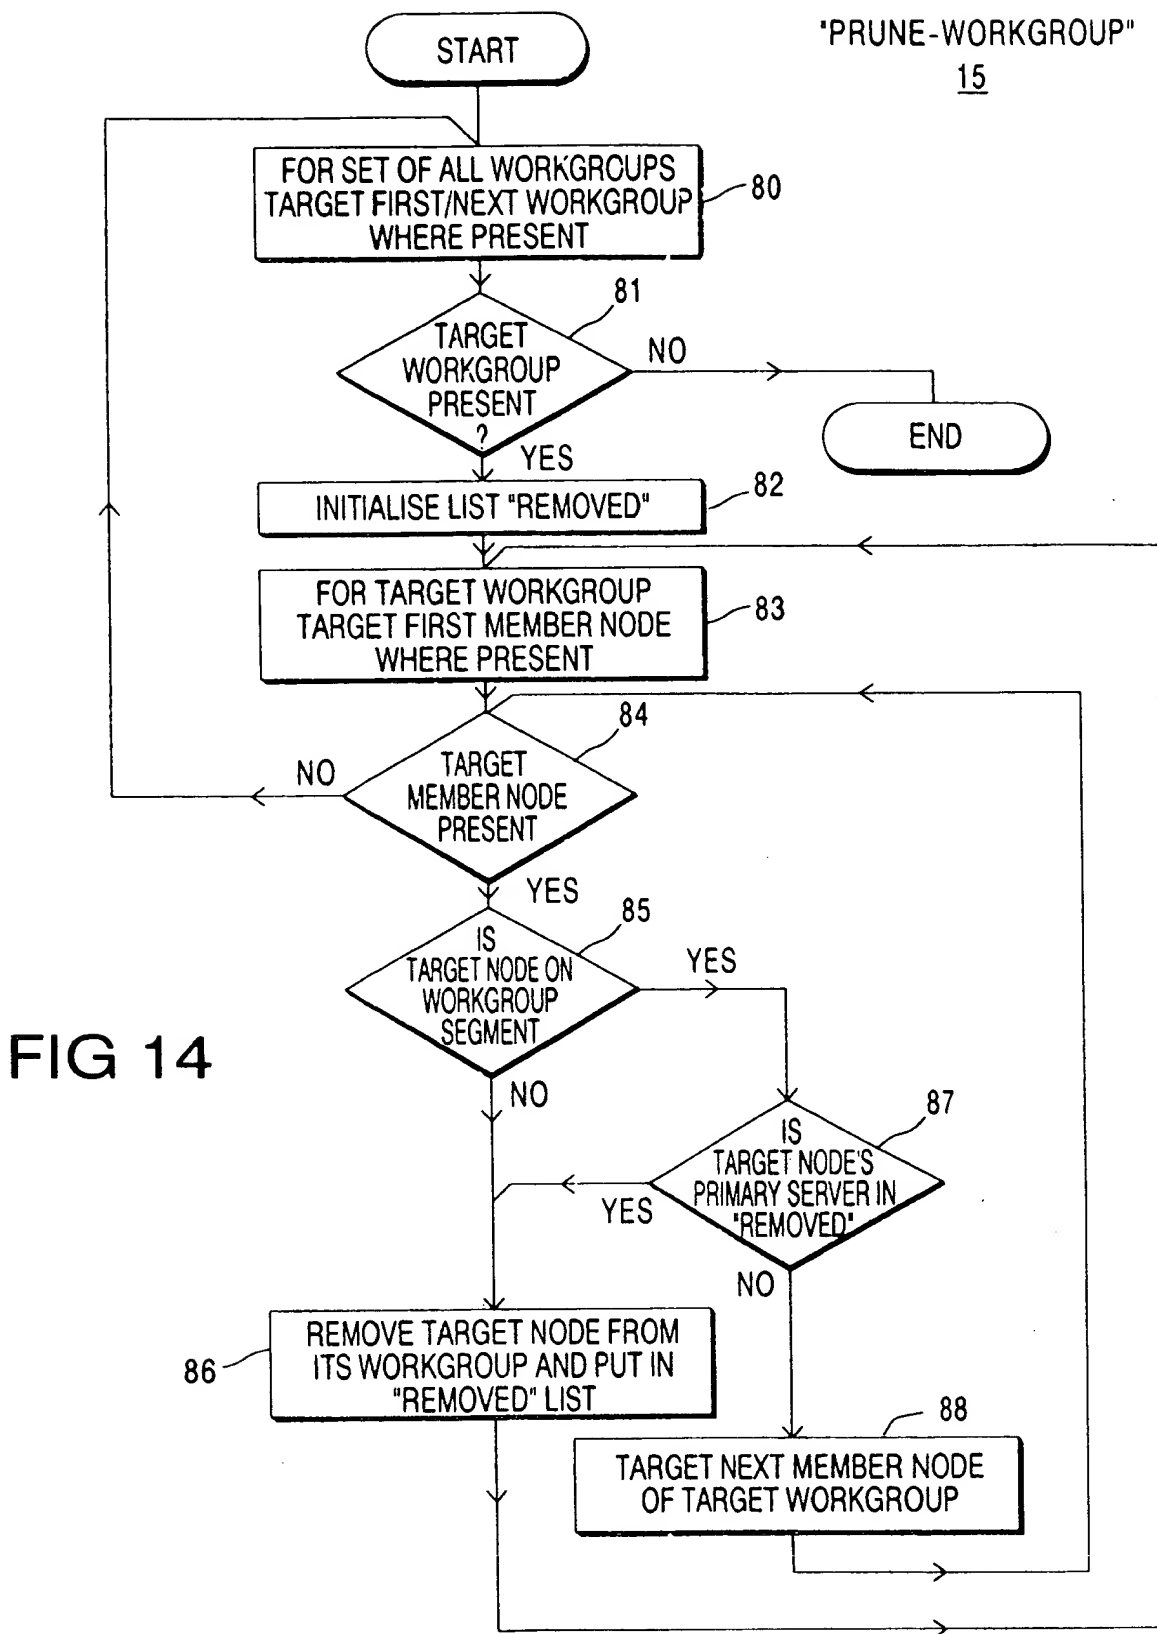 "PRUNE-WORKGROUP"
15
START
FOR SET OF ALL WORKGROUPS
TARGET FIRST/NEXT WORKGROUP
WHERE PRESENT
80
81
TARGET
WORKGROUP
PRESENT
?
NO
END
YES
INITIALISE LIST "REMOVED"
82
FOR TARGET WORKGROUP
TARGET FIRST MEMBER NODE
WHERE PRESENT
83
84
TARGET
MEMBER NODE
PRESENT
NO
YES
85
IS
TARGET NODE ON
WORKGROUP
SEGMENT
YES
NO
FIG 14
87
IS
TARGET NODE'S
PRIMARY SERVER IN
"REMOVED"
YES
NO
86
REMOVE TARGET NODE FROM
ITS WORKGROUP AND PUT IN
"REMOVED" LIST
88
TARGET NEXT MEMBER NODE
OF TARGET WORKGROUP